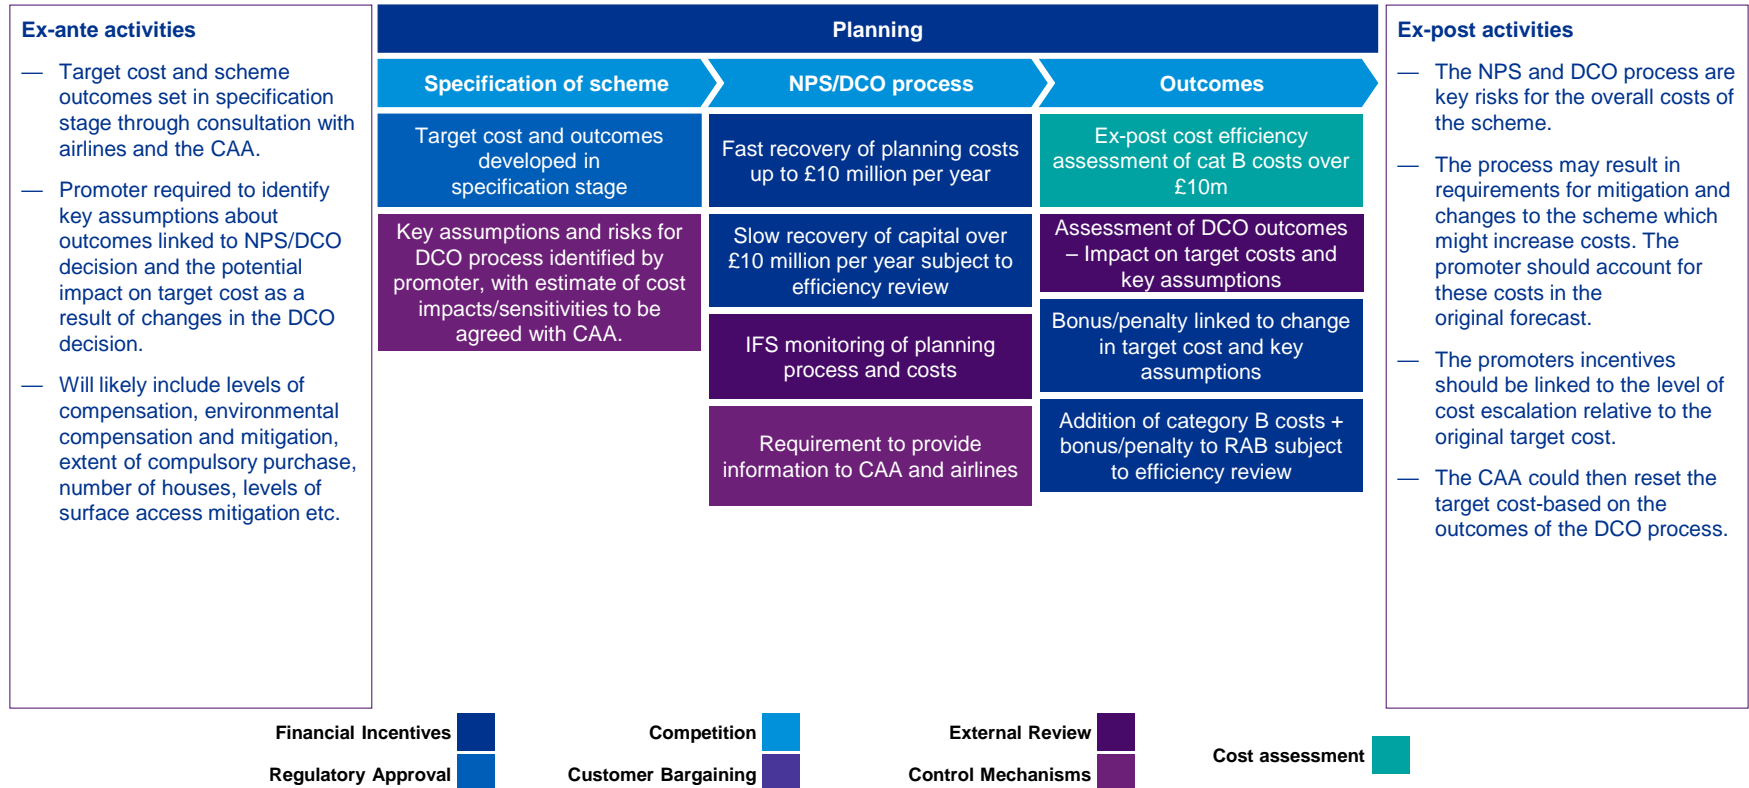 Ex-ante activities
— Target cost and scheme
outcomes set in specification
stage through consultation with
airlines and the CAA.
— Promoter required to identify
key assumptions about
outcomes linked to NPS/DCO
decision and the potential
impact on target cost as a
result of changes in the DCO
decision.
— Will likely include levels of
compensation, environmental
compensation and mitigation,
extent of compulsory purchase,
number of houses, levels of
surface access mitigation etc.
Planning
Specification of scheme
NPS/DCO process
Outcomes
Target cost and outcomes
developed in
specification stage
Key assumptions and risks for
DCO process identified by
promoter, with estimate of cost
impacts/sensitivities to be
agreed with CAA.
Fast recovery of planning costs
up to £10 million per year
Slow recovery of capital over
£10 million per year subject to
efficiency review
IFS monitoring of planning
process and costs
Requirement to provide
information to CAA and airlines
Ex-post cost efficiency
assessment of cat B costs over
£10m
Assessment of DCO outcomes
– Impact on target costs and
key assumptions
Bonus/penalty linked to change
in target cost and key
assumptions
Addition of category B costs +
bonus/penalty to RAB subject
to efficiency review
Ex-post activities
— The NPS and DCO process are
key risks for the overall costs of
the scheme.
— The process may result in
requirements for mitigation and
changes to the scheme which
might increase costs. The
promoter should account for
these costs in the
original forecast.
— The promoters incentives
should be linked to the level of
cost escalation relative to the
original target cost.
— The CAA could then reset the
target cost-based on the
outcomes of the DCO process.
Financial Incentives
Regulatory Approval
Competition
Customer Bargaining
External Review
Control Mechanisms
Cost assessment